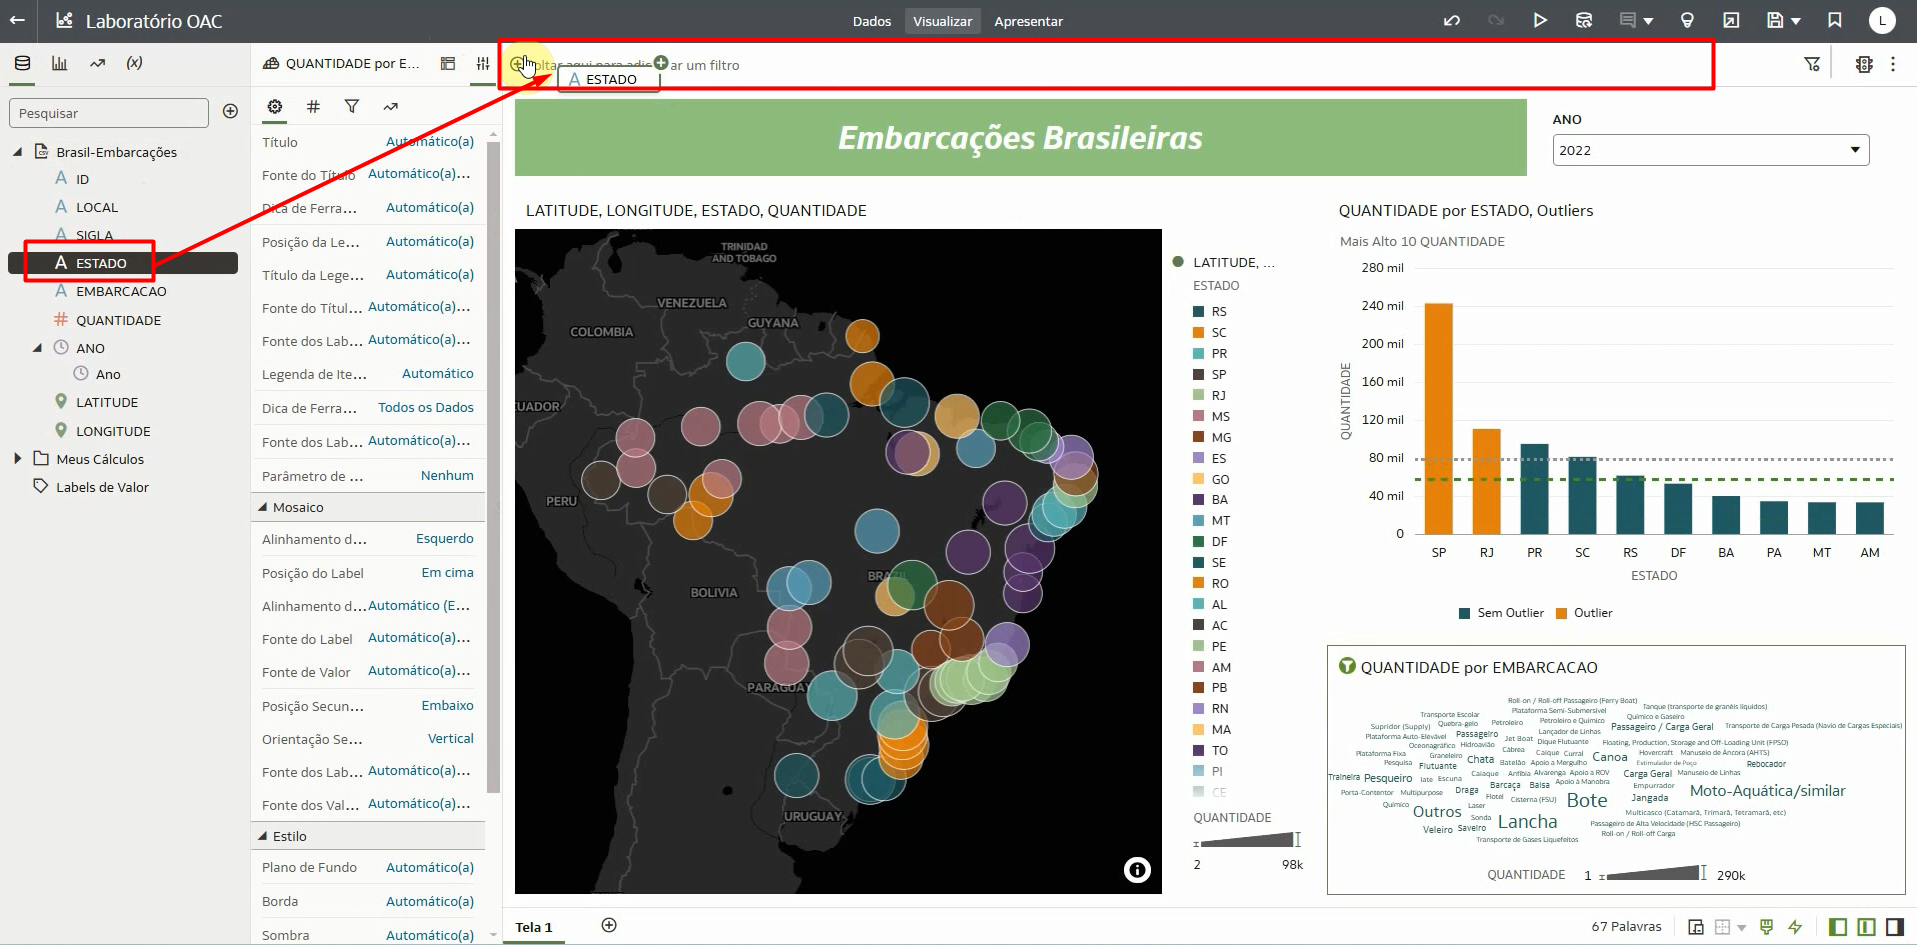 Laboratório OAC
Dados
Visualizar
Apresentar
L
(x)
QUANTIDADE por E...
ar um filtro
A ESTADO
Pesquisar
Brasil-Embarcações
A ID
A LOCAL
A SIGLA
A ESTADO
A EMBARCACAO
# QUANTIDADE
ANO
Ano
LATITUDE
LONGITUDE
Meus Cálculos
Labels de Valor
#
Título Automático(a)
Fonte do Título Automático(a)...
Dica de Ferra... Automático(a)
Posição da Le... Automático(a)
Título da Lege... Automático(a)
Fonte do Títul... Automático(a)...
Fonte dos Lab... Automático(a)...
Legenda de Ite... Automático
Dica de Ferra... Todos os Dados
Fonte dos Lab... Automático(a)...
Parâmetro de ... Nenhum
Mosaico
Alinhamento d... Esquerdo
Posição do Label Em cima
Alinhamento d... Automático (E...
Fonte do Label Automático(a)...
Fonte de Valor Automático(a)...
Posição Secun... Embaixo
Orientação Se... Vertical
Fonte dos Lab... Automático(a)...
Fontes dos Val... Automático(a)...
Estilo
Plano de Fundo Automático(a)
Borda Automático(a)
Sombra Automático(a)
Embarcações Brasileiras
ANO
2022
LATITUDE, LONGITUDE, ESTADO, QUANTIDADE
TRINIDAD
AND TOBAGO
VENEZUELA
GUYANA
COLOMBIA
UADOR
PERU
BRAZIL
BOLIVIA
PARAGUAY
URUGUAY
LATITUDE, ...
ESTADO
RS
SC
PR
SP
RJ
MS
MG
ES
GO
BA
MT
DF
SE
RO
AL
AC
PE
AM
PB
RN
MA
TO
PI
CE
QUANTIDADE
2 98k
QUANTIDADE por ESTADO, Outliers
Mais Alto 10 QUANTIDADE
QUANTIDADE
280 mil
240 mil
200 mil
160 mil
120 mil
80 mil
40 mil
0
SP RJ PR SC RS DF BA PA MT AM
ESTADO
Sem Outlier Outlier
QUANTIDADE por EMBARCACAO
Roll-on / Roll-off Passageiro (Ferry Boat)
Tanque (transporte de granéis líquidos)
Plataforma Semi-Submersível
Transporte Escolar
Químico e Gaseiro
Petroleiro e Químico
Supridor (Supply)
Quebra-gelo
Petroleiro
Passageiro / Carga Geral
Transporte de Carga Pesada (Navio de Cargas Especiais)
Lançador de Linhas
Plataforma Auto-Elevável
Passageiro
Jet Boat
Dique Flutuante
Floating, Production, Storage and Off-Loading Unit (FPSO)
Oceanográfico
Hidroavião
Cábrea
Caíque
Curral
Hovercraft
Manuseio de Âncora (AHTS)
Plataforma Fixa
Graneleiro
Chata
Batelão
Apoio a Mergulho
Canoa
Estimulador de Poço
Rebocador
Pesquisa
Flutuante
Traineira
Pesqueiro
Iate
Escuna
Caiaque
Anfíbia
Alvarenga
Apoio a ROV
Carga Geral
Manuseio de Linhas
Barcaça
Balsa
Apoio à Manobra
Empurrador
Porta-Contentor
Multipurpose
Draga
Flotel
Cisterna (FSU)
Bote
Jangada
Moto-Aquática/similar
Químico
Outros
Laser
Multicasco (Catamarã, Trimarã, Tetramarã, etc)
Sonda
Lancha
Passageiro de Alta Velocidade (HSC Passageiro)
Veleiro
Saveiro
Roll-on / Roll-off Carga
Transporte de Gases Liquefeitos
QUANTIDADE 1 290k
Tela 1
67 Palavras